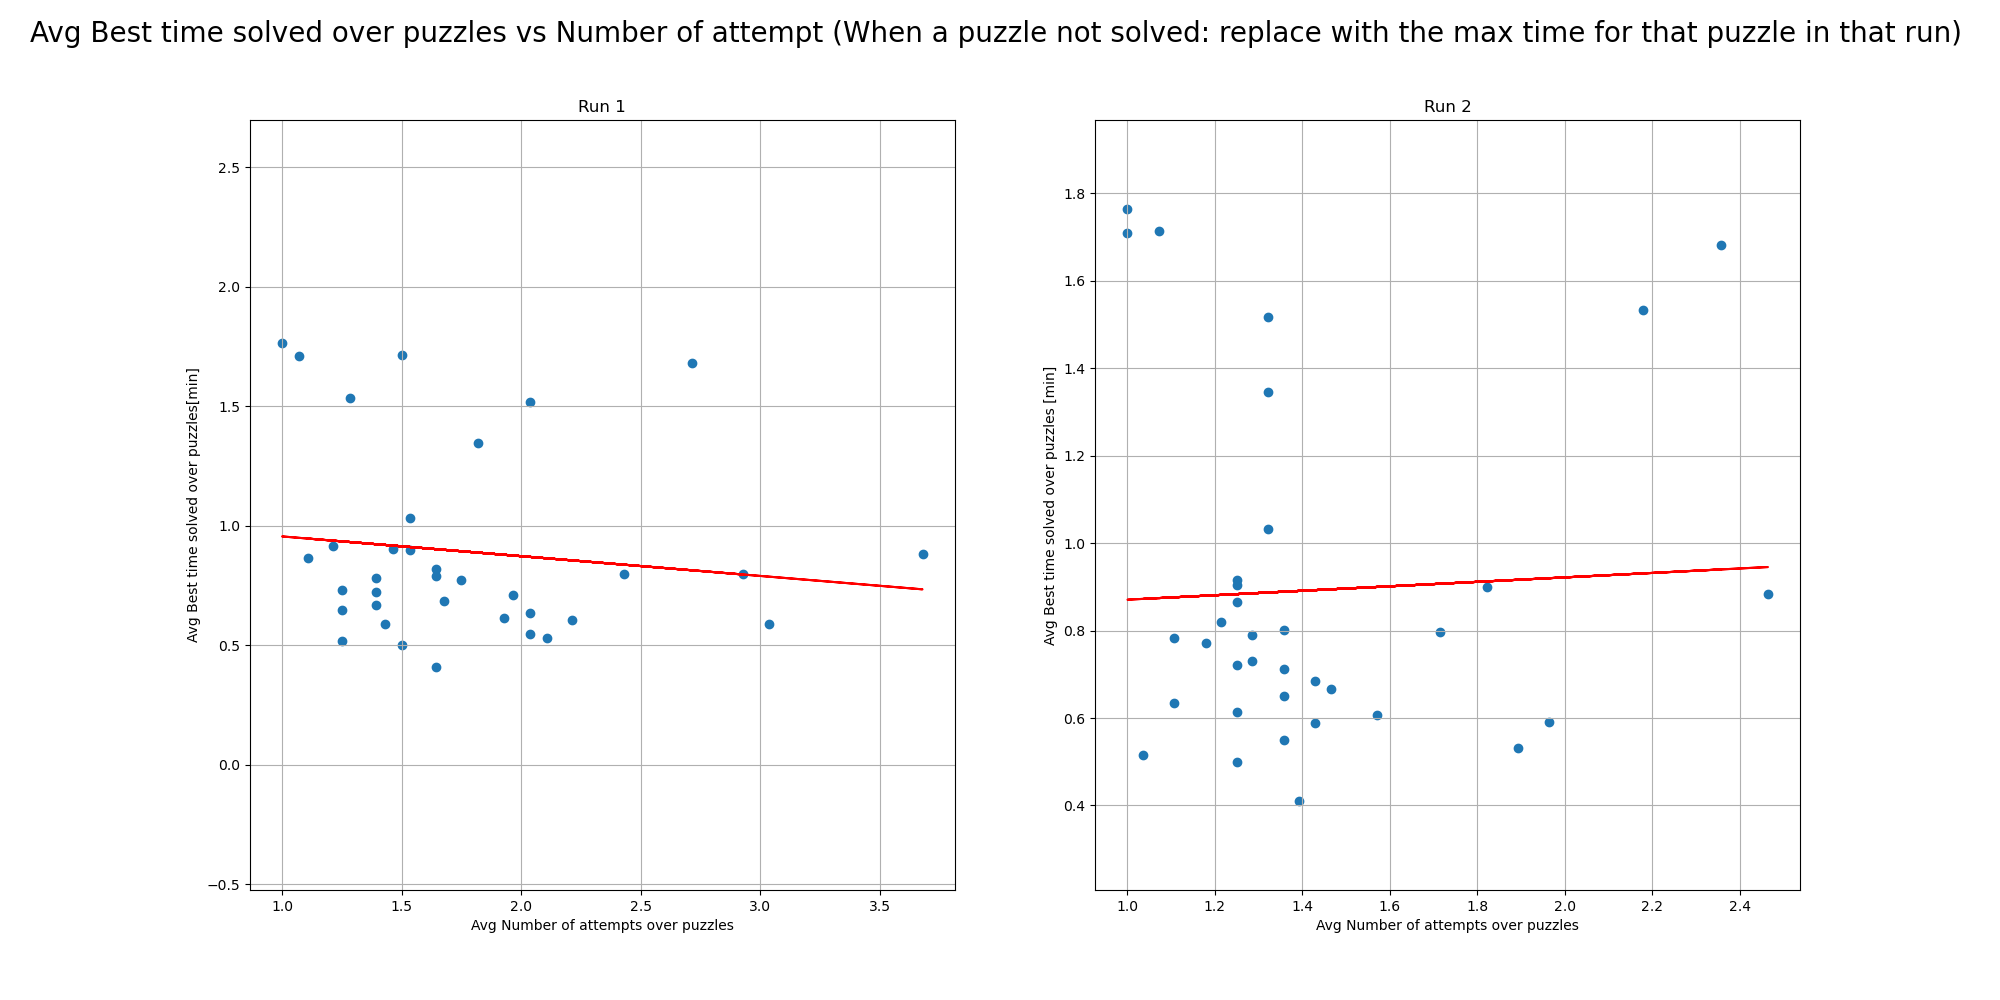 Avg Best time solved over puzzles vs Number of attempt (When a puzzle not solved: replace with the max time for that puzzle in that run)
Run 1
2.5
2.0
1.5
1.0
0.5
0.0
−0.5
Avg Best time solved over puzzles[min]
1.0 1.5 2.0 2.5 3.0 3.5
Avg Number of attempts over puzzles
Run 2
1.8
1.6
1.4
1.2
1.0
0.8
0.6
0.4
Avg Best time solved over puzzles [min]
1.0 1.2 1.4 1.6 1.8 2.0 2.2 2.4
Avg Number of attempts over puzzles